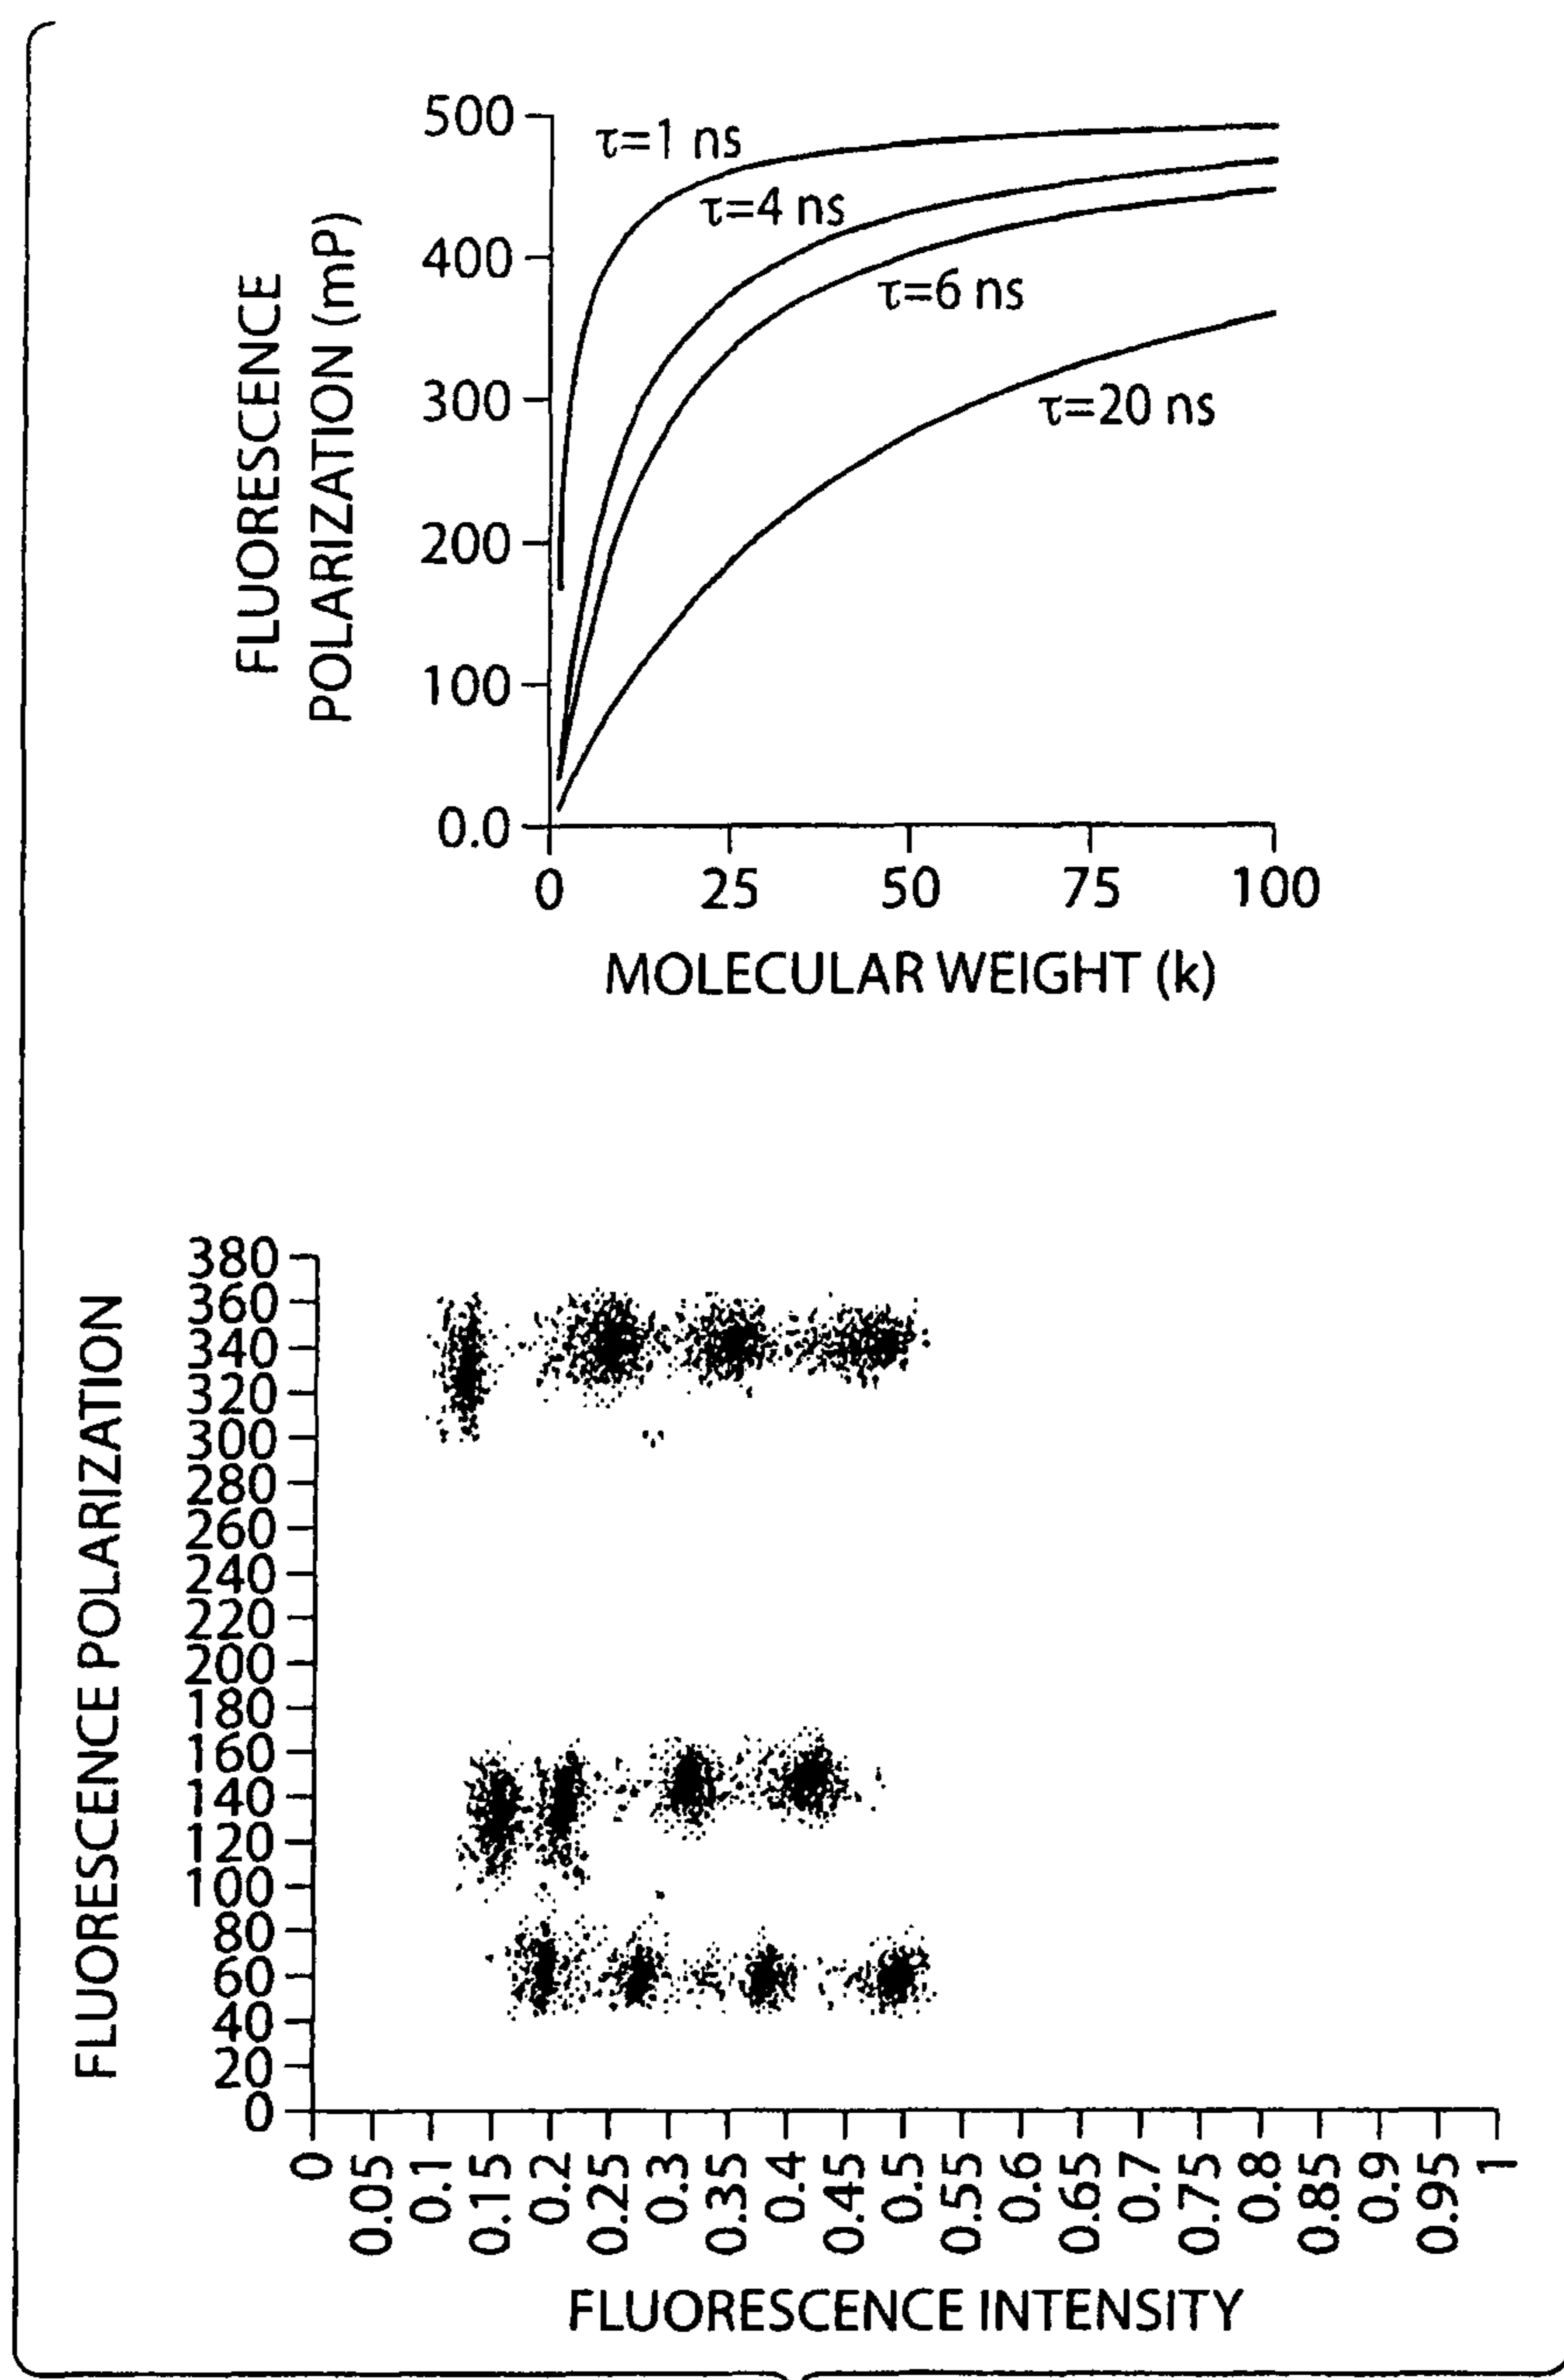 FLUORESCENCE
POLARIZATION (mP)
500
400
300
200
100
0.0
τ=1 ns
τ=4 ns
τ=6 ns
τ=20 ns
0 25 50 75 100
MOLECULAR WEIGHT (k)
FLUORESCENCE POLARIZATION
380
360
340
320
300
280
260
240
220
200
180
160
140
120
100
80
60
40
20
0
0 0.05 0.1 0.15 0.2 0.25 0.3 0.35 0.4 0.45 0.5 0.55 0.6 0.65 0.7 0.75 0.8 0.85 0.9 0.95 1
FLUORESCENCE INTENSITY